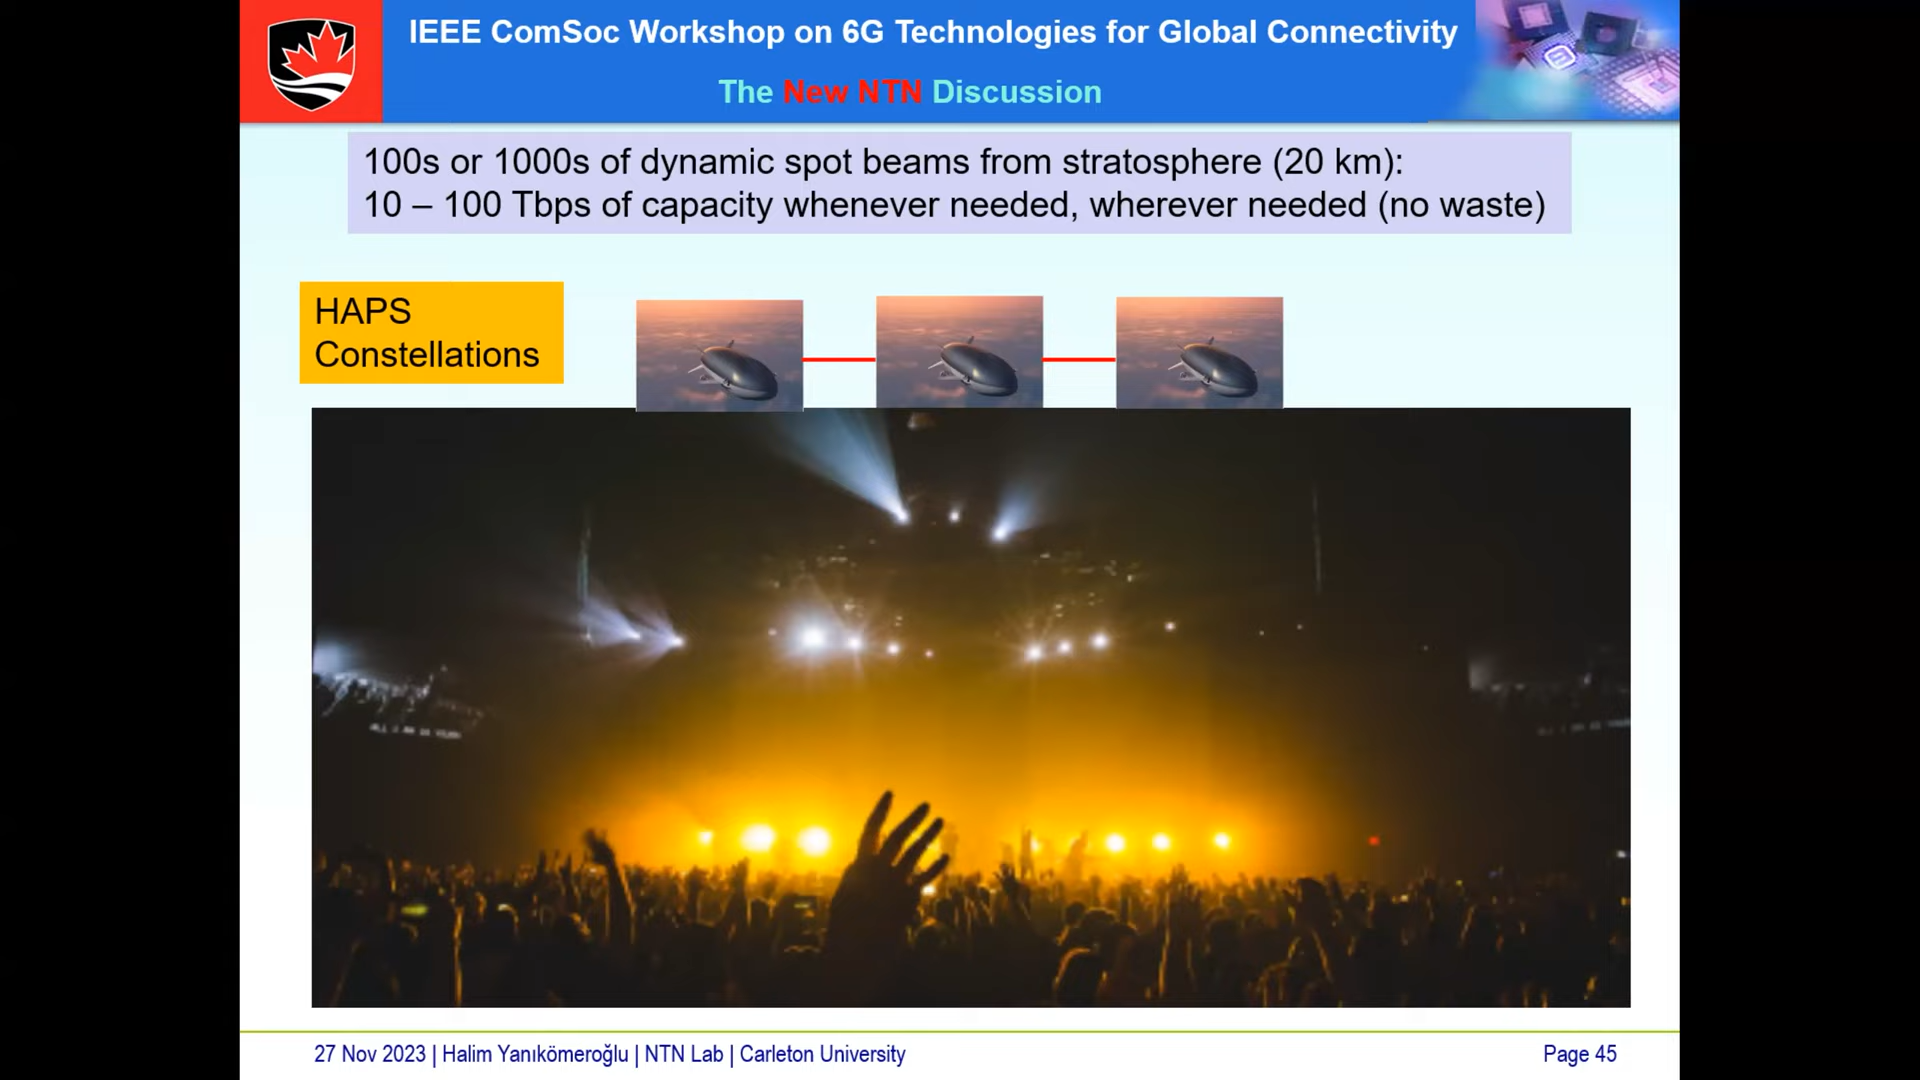 IEEE ComSoc Workshop on 6G Technologies for Global Connectivity
The New NTN Discussion
100s or 1000s of dynamic spot beams from stratosphere (20 km):
10 – 100 Tbps of capacity whenever needed, wherever needed (no waste)
HAPS
Constellations
27 Nov 2023 | Halim Yanıkömeroğlu | NTN Lab | Carleton University
Page 45